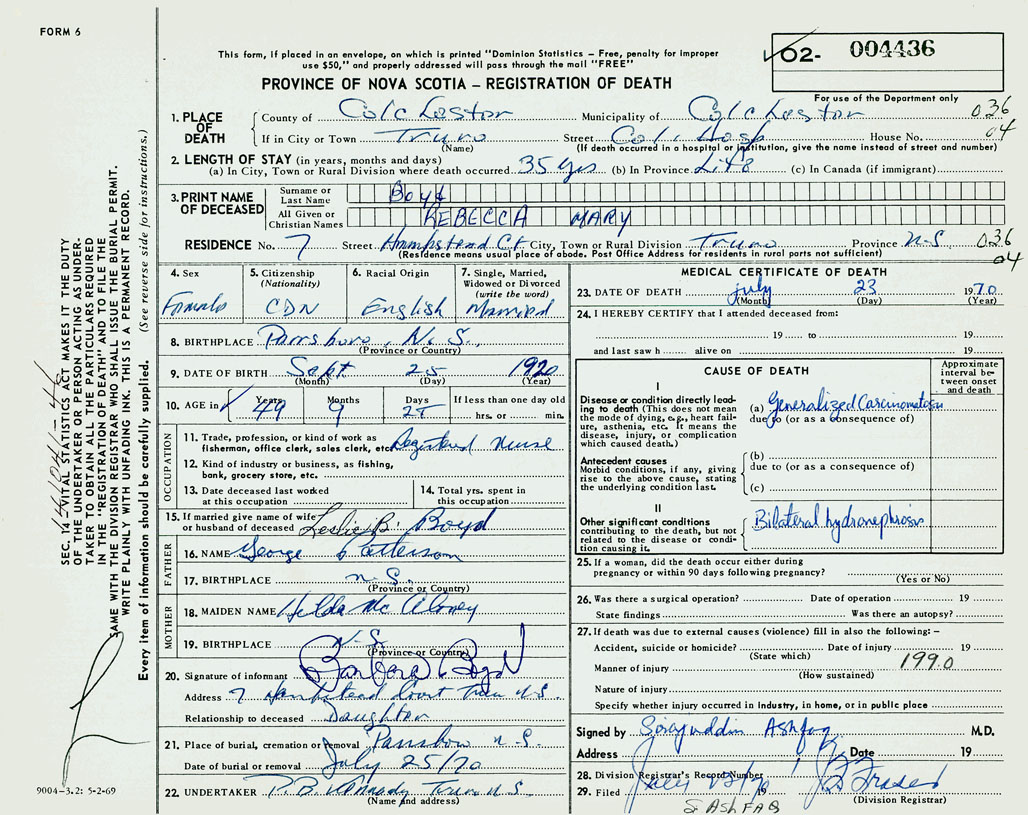 FORM 6
This form, if placed in an envelope, on which is printed "Dominion Statistics – Free, penalty for improper
use $50," and properly addressed will pass through the mail "FREE"
✓02- 004436
PROVINCE OF NOVA SCOTIA – REGISTRATION OF DEATH
For use of the Department only
1. PLACE OF DEATH
County of Colchester Municipality of Colchester 036
If in City or Town Truro Street Col. Hosp House No. 04
(Name) (If death occurred in a hospital or institution, give the name instead of street and number)
2. LENGTH OF STAY (in years, months and days)
(a) In City, Town or Rural Division where death occurred 35 yrs (b) In Province Life (c) In Canada (if immigrant)
3. PRINT NAME OF DECEASED
Surname or Last Name Boyd
All Given or Christian Names REBECCA MARY
RESIDENCE No. 7 Street Hampstead Ct City, Town or Rural Division Truro Province N.S. 036
(Residence means usual place of abode. Post Office Address for residents in rural parts not sufficient) 04
4. Sex
Female
5. Citizenship
(Nationality)
CDN
6. Racial Origin
English
7. Single, Married,
Widowed or Divorced
(write the word)
Married
8. BIRTHPLACE Parrsboro, N.S.
(Province or Country)
9. DATE OF BIRTH Sept 25 1920
(Month) (Day) (Year)
10. AGE in Years Months Days If less than one day old
49 9 hrs. or min.
OCCUPATION
11. Trade, profession, or kind of work as
fisherman, office clerk, sales clerk, etc. Registered Nurse
12. Kind of industry or business, as fishing,
bank, grocery store, etc.
13. Date deceased last worked
at this occupation
14. Total yrs. spent in
this occupation
15. If married give name of wife
or husband of deceased Leslie B. Boyd
FATHER
16. NAME George Patterson
17. BIRTHPLACE N.S.
(Province or Country)
MOTHER
18. MAIDEN NAME Hilda McAloney
19. BIRTHPLACE N.S.
(Province or Country)
20. Signature of informant Barbara Boyd
Address 7 Hampstead Court Truro N.S.
Relationship to deceased Daughter
21. Place of burial, cremation or removal Parrsboro N.S.
Date of burial or removal July 25/70
22. UNDERTAKER P.B. Kennedy Truro N.S.
(Name and address)
MEDICAL CERTIFICATE OF DEATH
23. DATE OF DEATH July 23 1970
(Month) (Day) (Year)
24. I HEREBY CERTIFY that I attended deceased from:
19 to 19
and last saw h alive on 19
CAUSE OF DEATH
Approximate
interval be-
tween onset
and death
I
Disease or condition directly lead-
ing to death (This does not mean
the mode of dying, e.g., heart fail-
ure, asthenia, etc. It means the
disease, injury, or complication
which caused death.)
(a) Generalized Carcinomatosis
due to (or as a consequence of)
Antecedent causes
Morbid conditions, if any, giving
rise to the above cause, stating
the underlying condition last.
(b)
due to (or as a consequence of)
(c)
II
Other significant conditions
contributing to the death, but not
related to the disease or condi-
tion causing it.
Bilateral hydronephrosis
25. If a woman, did the death occur either during
pregnancy or within 90 days following pregnancy?
(Yes or No)
26. Was there a surgical operation? Date of operation 19
State findings Was there an autopsy?
27. If death was due to external causes (violence) fill in also the following: –
Accident, suicide or homicide? Date of injury 19
(State which) 1990
Manner of injury
(How sustained)
Nature of injury
Specify whether injury occurred in industry, in home, or in public place
Signed by Sirajuddin Ashfaq M.D.
Address Date 19
28. Division Registrar's Record Number
29. Filed July 19 Fraser
(Division Registrar)
S ASHFAQ
SEC. 14 VITAL STATISTICS ACT MAKES IT THE DUTY
OF THE UNDERTAKER OR PERSON ACTING AS UNDER-
TAKER TO OBTAIN ALL THE PARTICULARS REQUIRED
IN THE "REGISTRATION OF DEATH" AND TO FILE THE
SAME WITH THE DIVISION REGISTRAR WHO SHALL ISSUE THE BURIAL PERMIT.
WRITE PLAINLY WITH UNFADING INK. THIS IS A PERMANENT RECORD.
Every item of information should be carefully supplied. (See reverse side for instructions.)
9004–3.2: 5-2-69